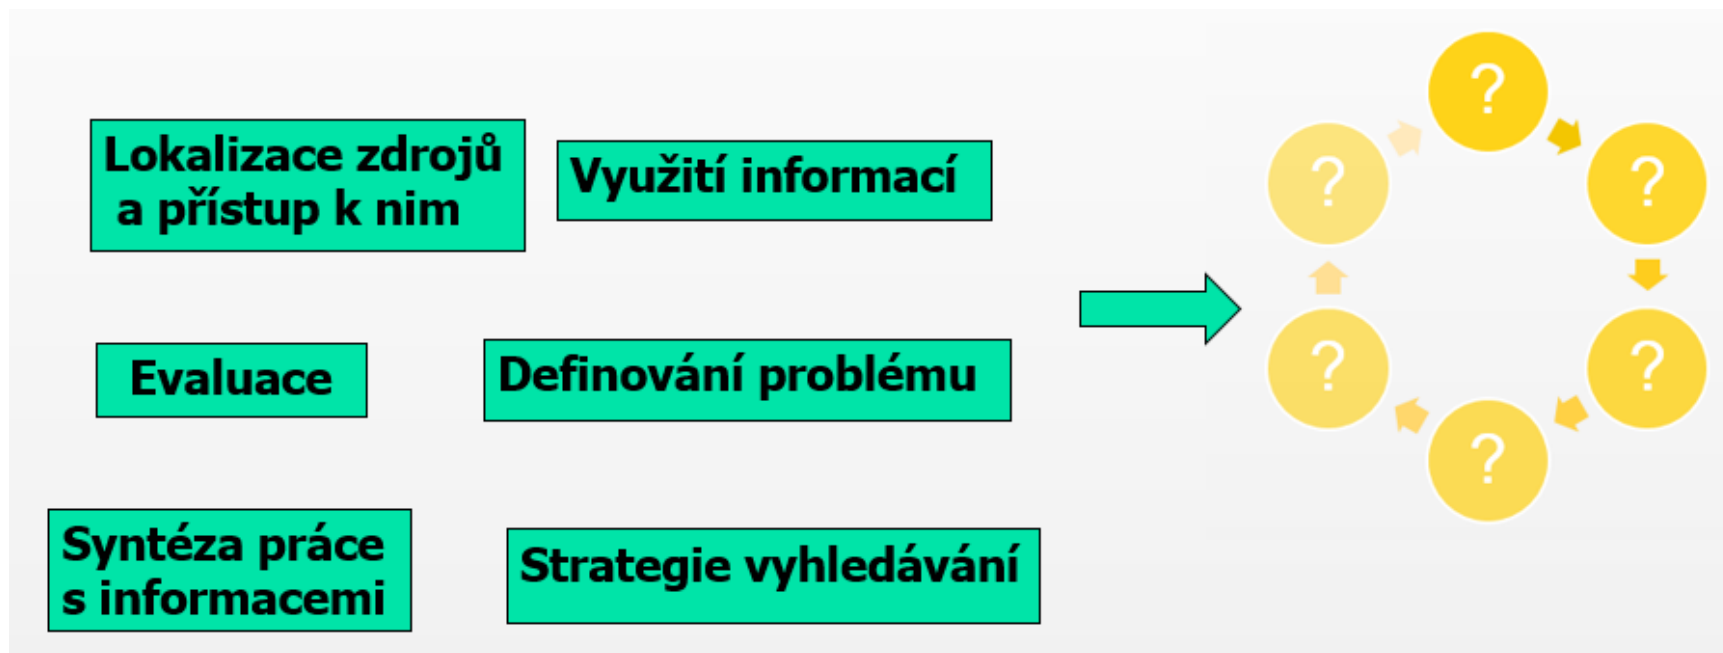 Lokalizace zdrojů
a přístup k nim
Využití informací
Evaluace
Definování problému
Syntéza práce
s informacemi
Strategie vyhledávání
?
?
?
?
?
?